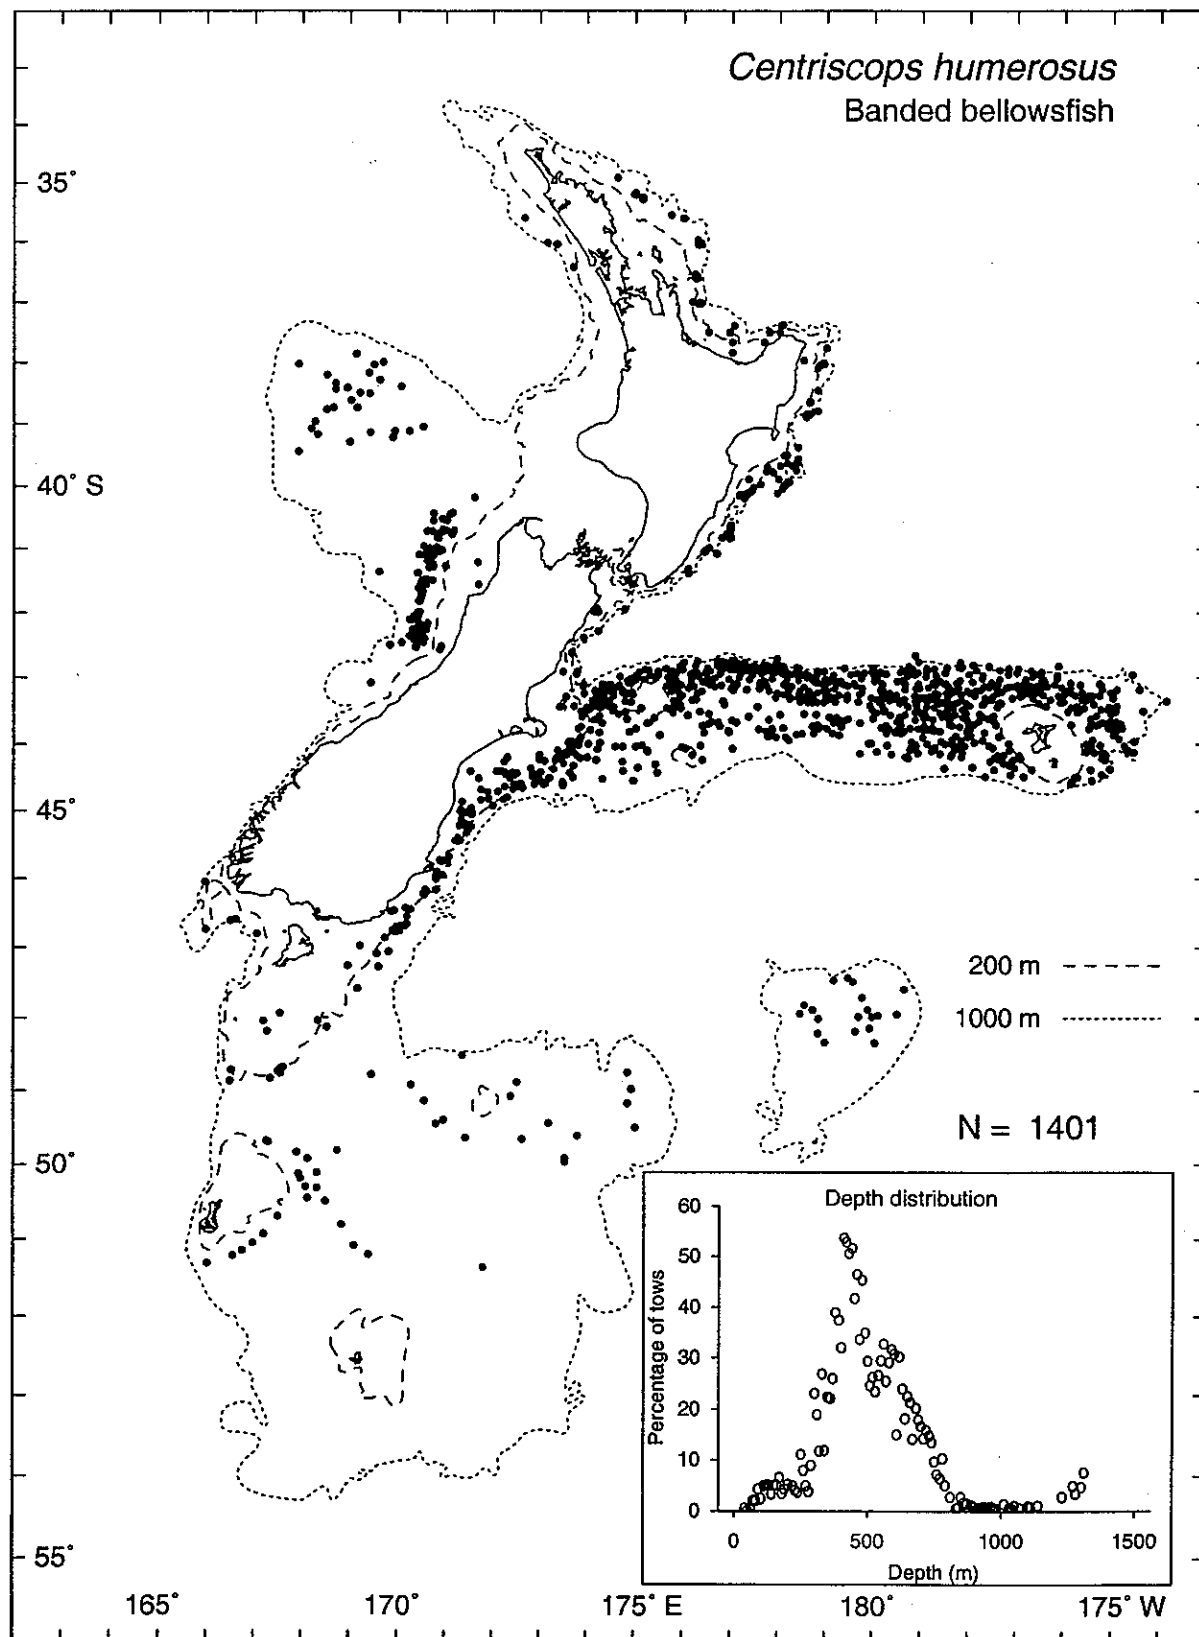 Centriscops humerosus
Banded bellowsfish
35°
40° S
45°
50°
55°
165°
170°
175° E
180°
175° W
200 m
1000 m
N = 1401
Depth distribution
Percentage of tows
60
50
40
30
20
10
0
0
500
1000
1500
Depth (m)